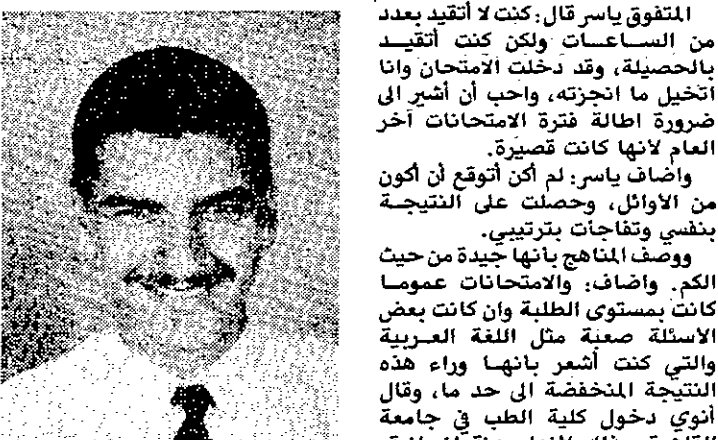 المتفوق ياسر قال: كنت لا أتقيد بعدد
من الساعات ولكن كنت أتقيد
بالحصيلة، وقد دخلت الامتحان وانا
اتخيل ما انجزته، واحب أن أشير الى
ضرورة اطالة فترة الامتحانات آخر
العام لأنها كانت قصيرة.
واضاف ياسر: لم أكن أتوقع أن أكون
من الأوائل، وحصلت على النتيجة
بنفسي وتفاجات بترتيبي.
ووصف المناهج بأنها جيدة من حيث
الكم. واضاف: والامتحانات عموما
كانت بمستوى الطلبة وان كانت بعض
الاسئلة صعبة مثل اللغة العربية
والتي كنت أشعر بانها وراء هذه
النتيجة المنخفضة الى حد ما، وقال
أنوي دخول كلية الطب في جامعة